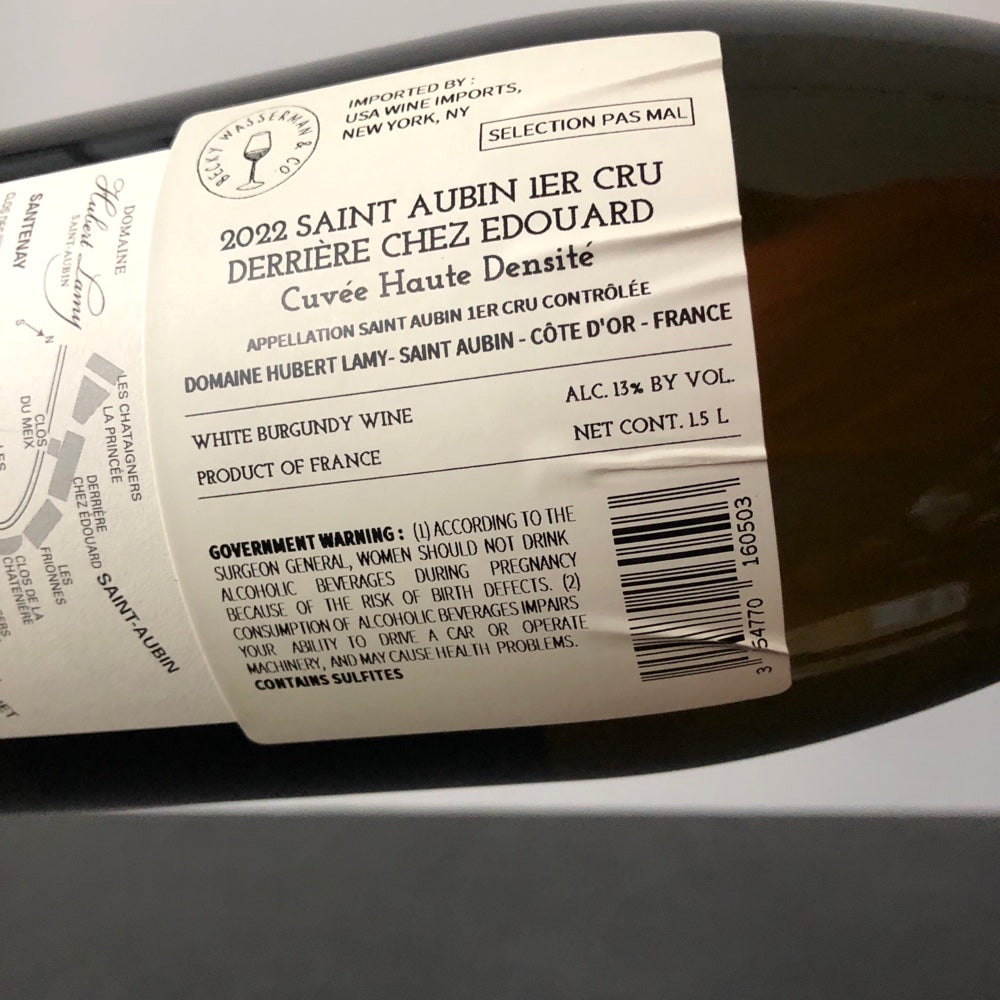 BECKY WASSERMAN & CO.
IMPORTED BY :
USA WINE IMPORTS,
NEW YORK, NY
SELECTION PAS MAL
2022 SAINT AUBIN 1ER CRU
DERRIÈRE CHEZ EDOUARD
Cuvée Haute Densité
APPELLATION SAINT AUBIN 1ER CRU CONTRÔLÉE
DOMAINE HUBERT LAMY- SAINT AUBIN - CÔTE D'OR - FRANCE
WHITE BURGUNDY WINE
ALC. 13% BY VOL.
PRODUCT OF FRANCE
NET CONT. 1.5 L
GOVERNMENT WARNING : (1) ACCORDING TO THE
SURGEON GENERAL, WOMEN SHOULD NOT DRINK
ALCOHOLIC BEVERAGES DURING PREGNANCY
BECAUSE OF THE RISK OF BIRTH DEFECTS. (2)
CONSUMPTION OF ALCOHOLIC BEVERAGES IMPAIRS
YOUR ABILITY TO DRIVE A CAR OR OPERATE
MACHINERY, AND MAY CAUSE HEALTH PROBLEMS.
CONTAINS SULFITES
3 554770 160503
DOMAINE
Hubert Lamy
SAINT-AUBIN
SANTENAY
S
N
LES CHATAIGNERS
LA PRINCÉE
CLOS
DU MEIX
DERRIÈRE
CHEZ ÉDOUARD
LES
FRIONNES
CLOS DE LA
CHATENIÈRE
SAINT-AUBIN
LES